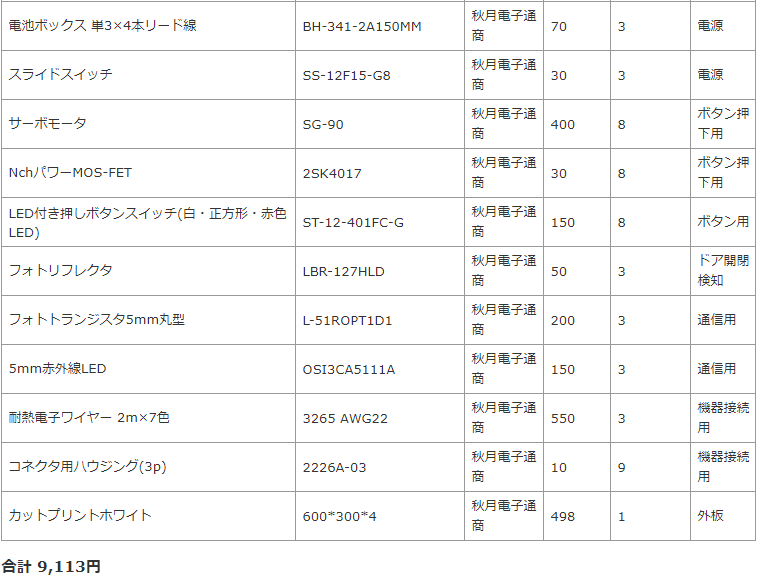 電池ボックス 単3×4本リード線 BH-341-2A150MM 秋月電子通商 70 3 電源
スライドスイッチ SS-12F15-G8 秋月電子通商 30 3 電源
サーボモータ SG-90 秋月電子通商 400 8 ボタン押下用
NchパワーMOS-FET 2SK4017 秋月電子通商 30 8 ボタン押下用
LED付き押しボタンスイッチ(白・正方形・赤色LED) ST-12-401FC-G 秋月電子通商 150 8 ボタン用
フォトリフレクタ LBR-127HLD 秋月電子通商 50 3 ドア開閉検知
フォトトランジスタ5mm丸型 L-51ROPT1D1 秋月電子通商 200 3 通信用
5mm赤外線LED OSI3CA5111A 秋月電子通商 150 3 通信用
耐熱電子ワイヤー 2m×7色 3265 AWG22 秋月電子通商 550 3 機器接続用
コネクタ用ハウジング(3p) 2226A-03 秋月電子通商 10 9 機器接続用
カットプリントホワイト 600*300*4 秋月電子通商 498 1 外板
合計 9,113円